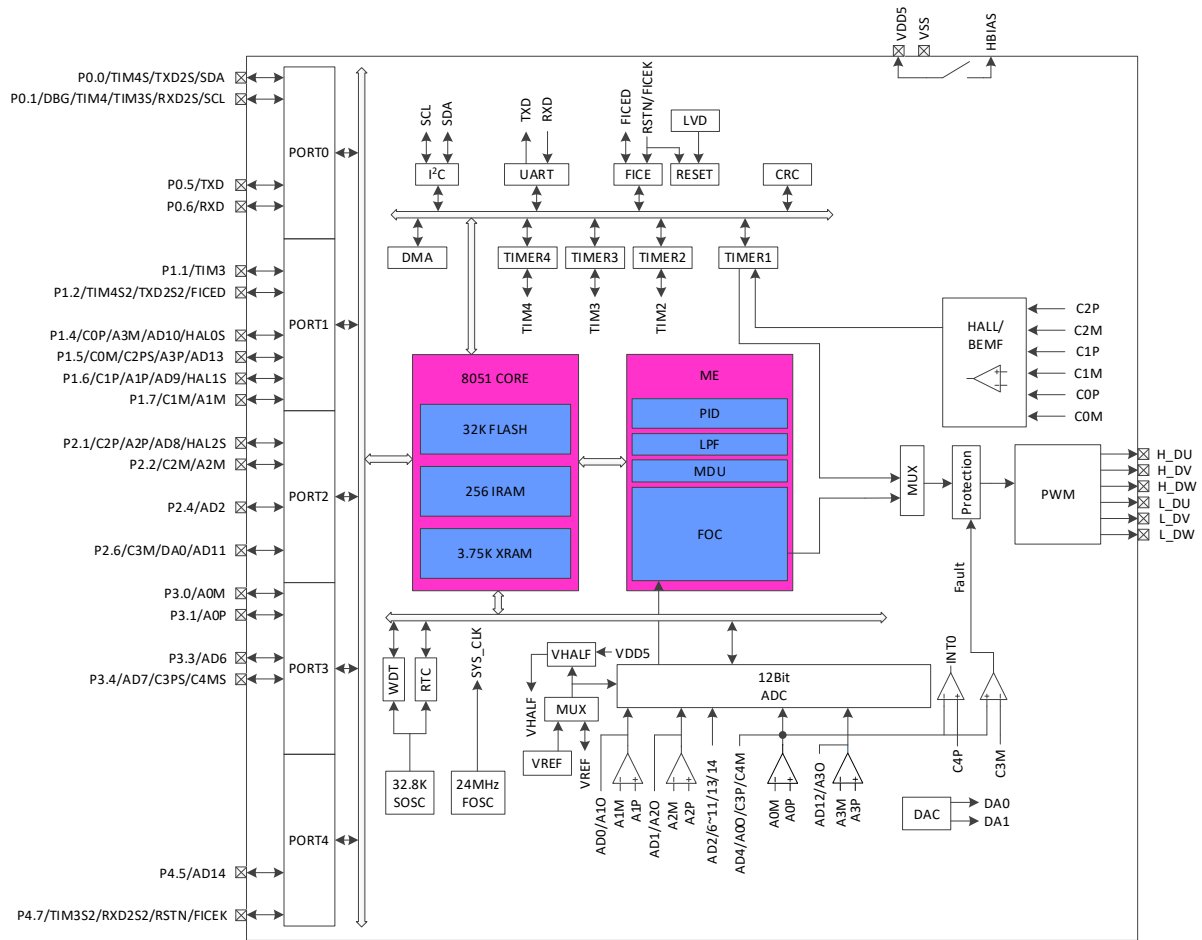 VDD5
VSS
HBIAS
P0.0/TIM4S/TXD2S/SDA
P0.1/DBG/TIM4/TIM3S/RXD2S/SCL
P0.5/TXD
P0.6/RXD
P1.1/TIM3
P1.2/TIM4S2/TXD2S2/FICED
P1.4/C0P/A3M/AD10/HAL0S
P1.5/C0M/C2PS/A3P/AD13
P1.6/C1P/A1P/AD9/HAL1S
P1.7/C1M/A1M
P2.1/C2P/A2P/AD8/HAL2S
P2.2/C2M/A2M
P2.4/AD2
P2.6/C3M/DA0/AD11
P3.0/A0M
P3.1/A0P
P3.3/AD6
P3.4/AD7/C3PS/C4MS
P4.5/AD14
P4.7/TIM3S2/RXD2S2/RSTN/FICEK
PORT0
PORT1
PORT2
PORT3
PORT4
SCL
SDA
TXD
RXD
FICED
RSTN/FICEK
LVD
I²C
UART
FICE
RESET
CRC
DMA
TIMER4
TIMER3
TIMER2
TIMER1
TIM4
TIM3
TIM2
8051 CORE
32K FLASH
256 IRAM
3.75K XRAM
ME
PID
LPF
MDU
FOC
HALL/
BEMF
C2P
C2M
C1P
C1M
C0P
C0M
MUX
Protection
PWM
H_DU
H_DV
H_DW
L_DU
L_DV
L_DW
Fault
WDT
RTC
SYS_CLK
32.8K
SOSC
24MHz
FOSC
VHALF
VDD5
VHALF
MUX
VREF
VREF
12Bit
ADC
INT0
C4P
C3M
AD0/A1O
A1M
A1P
AD1/A2O
A2M
A2P
AD2/6~11/13/14
AD4/A0O/C3P/C4M
A0M
A0P
AD12/A3O
A3M
A3P
DAC
DA0
DA1